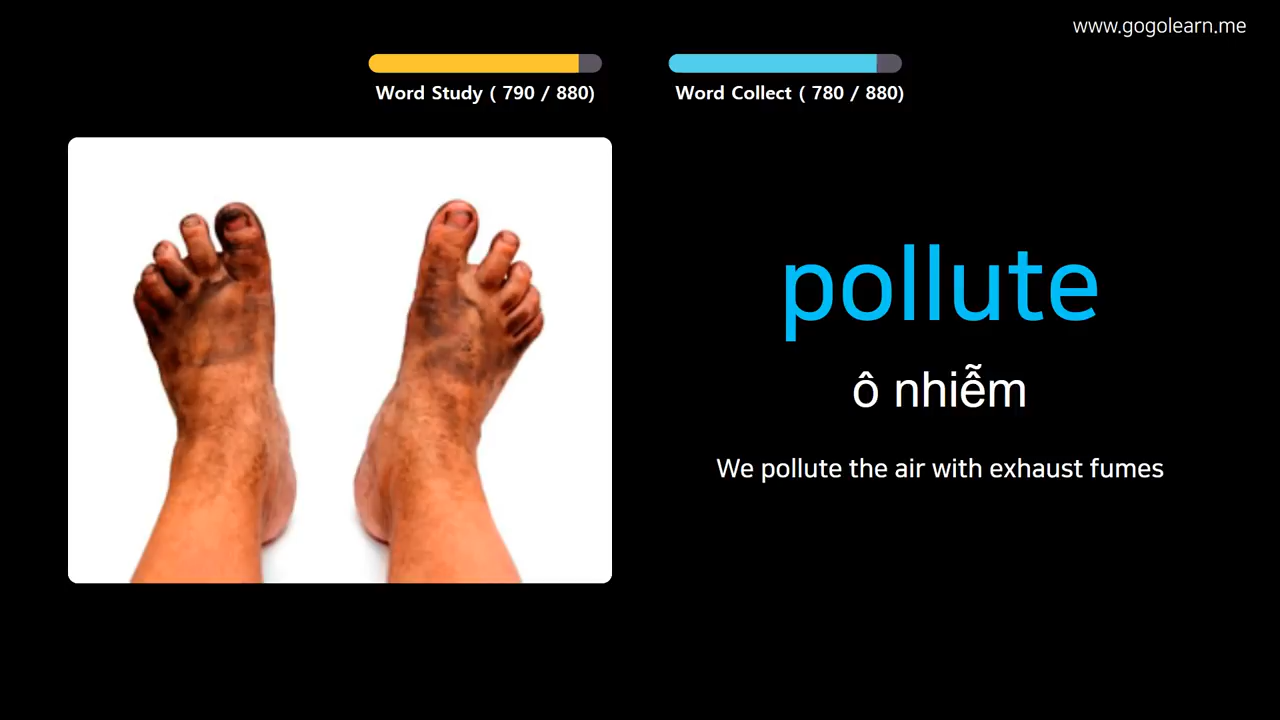 www.gogolearn.me
Word Study ( 790 / 880)
Word Collect ( 780 / 880)
pollute
ô nhiễm
We pollute the air with exhaust fumes